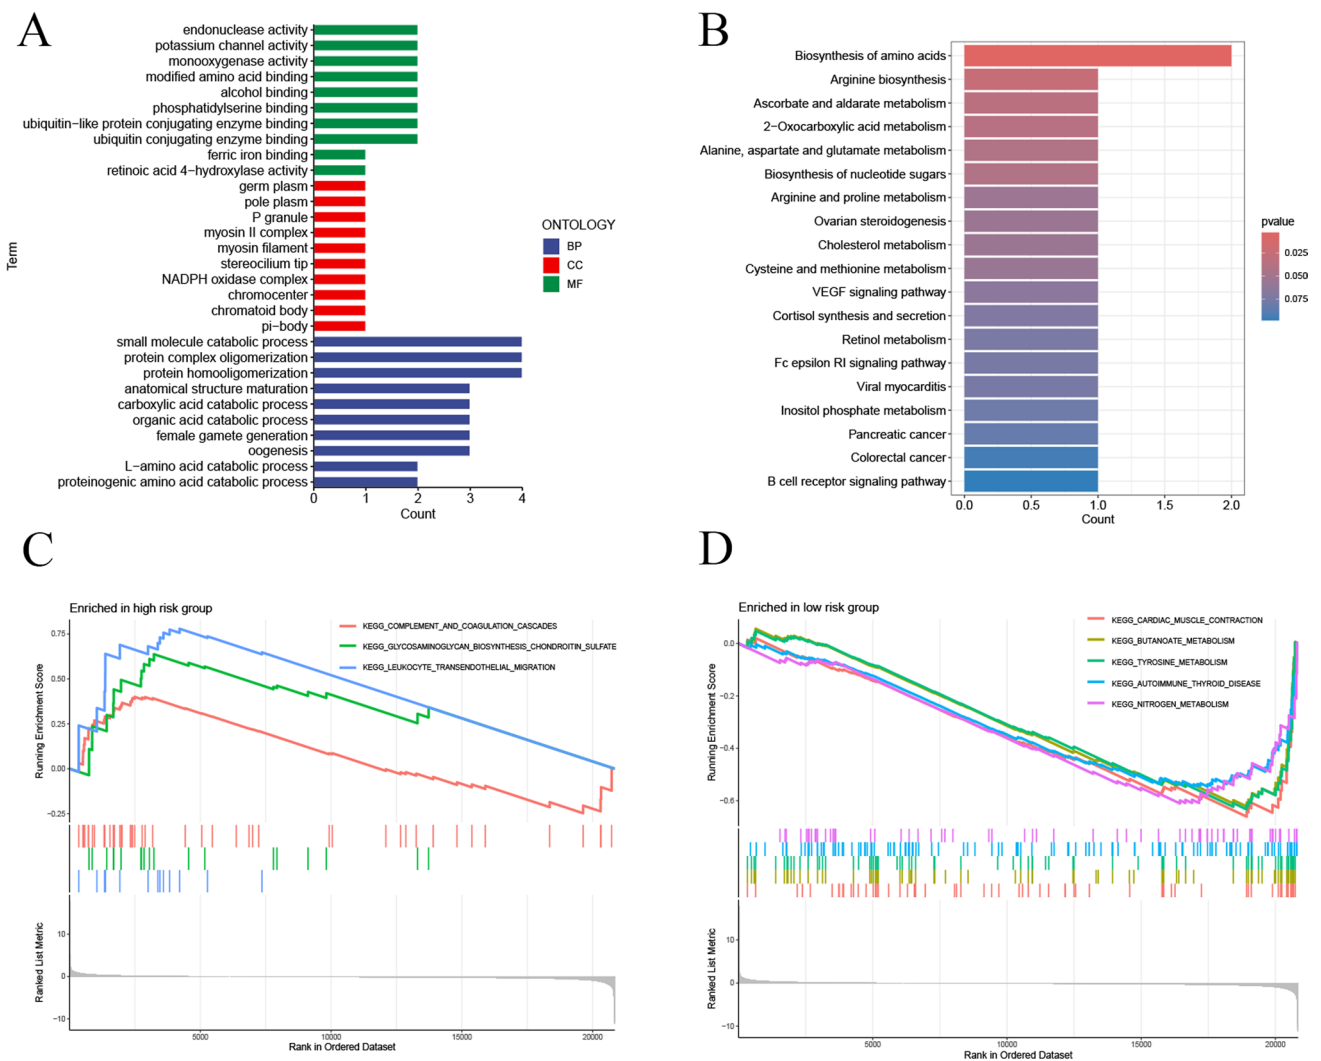 A
endonuclease activity
potassium channel activity
monooxygenase activity
modified amino acid binding
alcohol binding
phosphatidylserine binding
ubiquitin−like protein conjugating enzyme binding
ubiquitin conjugating enzyme binding
ferric iron binding
retinoic acid 4−hydroxylase activity
germ plasm
pole plasm
P granule
myosin II complex
myosin filament
stereocilium tip
NADPH oxidase complex
chromocenter
chromatoid body
pi−body
small molecule catabolic process
protein complex oligomerization
protein homooligomerization
anatomical structure maturation
carboxylic acid catabolic process
organic acid catabolic process
female gamete generation
oogenesis
L−amino acid catabolic process
proteinogenic amino acid catabolic process
Term
0 1 2 3 4
Count
ONTOLOGY
BP
CC
MF
B
Biosynthesis of amino acids
Arginine biosynthesis
Ascorbate and aldarate metabolism
2−Oxocarboxylic acid metabolism
Alanine, aspartate and glutamate metabolism
Biosynthesis of nucleotide sugars
Arginine and proline metabolism
Ovarian steroidogenesis
Cholesterol metabolism
Cysteine and methionine metabolism
VEGF signaling pathway
Cortisol synthesis and secretion
Retinol metabolism
Fc epsilon RI signaling pathway
Viral myocarditis
Inositol phosphate metabolism
Pancreatic cancer
Colorectal cancer
B cell receptor signaling pathway
0.0 0.5 1.0 1.5 2.0
Count
pvalue
0.025
0.050
0.075
C
Enriched in high risk group
KEGG_COMPLEMENT_AND_COAGULATION_CASCADES
KEGG_GLYCOSAMINOGLYCAN_BIOSYNTHESIS_CHONDROITIN_SULFATE
KEGG_LEUKOCYTE_TRANSENDOTHELIAL_MIGRATION
Running Enrichment Score
0.75
0.50
0.25
0.00
−0.25
Ranked List Metric
10
0
−10
5000 10000 15000 20000
Rank in Ordered Dataset
D
Enriched in low risk group
KEGG_CARDIAC_MUSCLE_CONTRACTION
KEGG_BUTANOATE_METABOLISM
KEGG_TYROSINE_METABOLISM
KEGG_AUTOIMMUNE_THYROID_DISEASE
KEGG_NITROGEN_METABOLISM
Running Enrichment Score
0.0
−0.2
−0.4
−0.6
Ranked List Metric
10
0
−10
5000 10000 15000 20000
Rank in Ordered Dataset